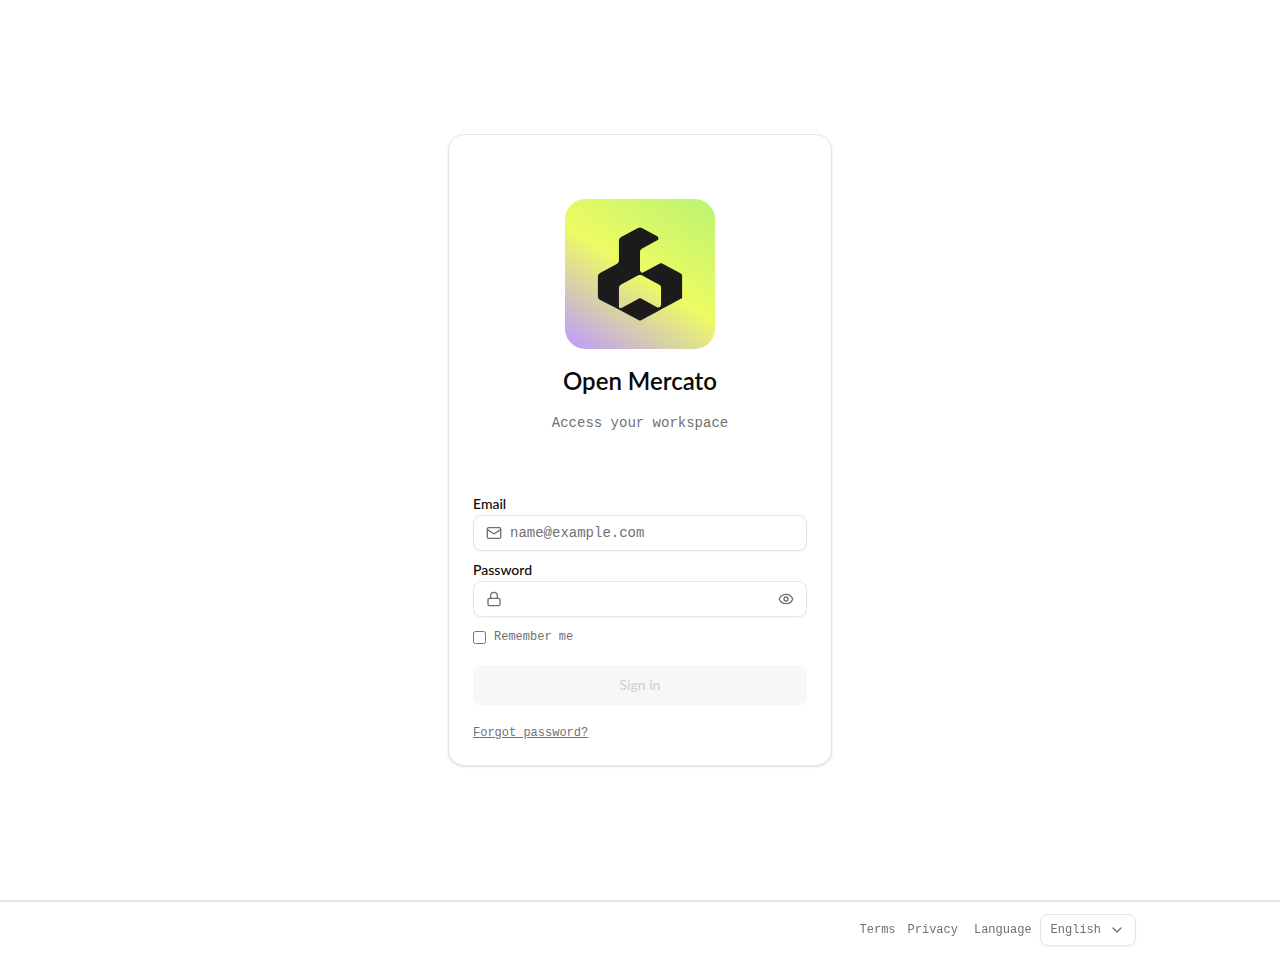 Open Mercato
Access your workspace
Email
name@example.com
Password
Remember me
Sign in
Forgot password?
Terms Privacy Language English